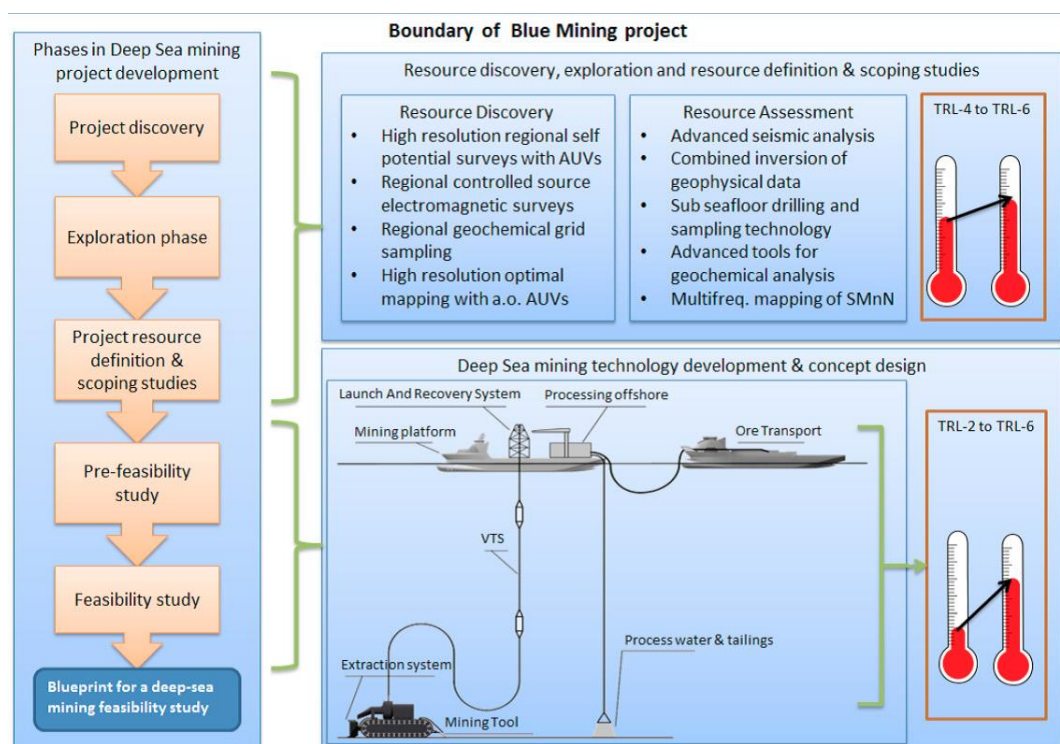 Boundary of Blue Mining project
Phases in Deep Sea mining
project development
Project discovery
Exploration phase
Project resource
definition &
scoping studies
Pre-feasibility
study
Feasibility study
Blueprint for a deep-sea
mining feasibility study
Resource discovery, exploration and resource definition & scoping studies
Resource Discovery
• High resolution regional self
potential surveys with AUVs
• Regional controlled source
electromagnetic surveys
• Regional geochemical grid
sampling
• High resolution optimal
mapping with a.o. AUVs
Resource Assessment
• Advanced seismic analysis
• Combined inversion of
geophysical data
• Sub seafloor drilling and
sampling technology
• Advanced tools for
geochemical analysis
• Multifreq. mapping of SMnN
TRL-4 to TRL-6
Deep Sea mining technology development & concept design
Launch And Recovery System
Processing offshore
Mining platform
Ore Transport
VTS
Process water & tailings
Extraction system
Mining Tool
TRL-2 to TRL-6